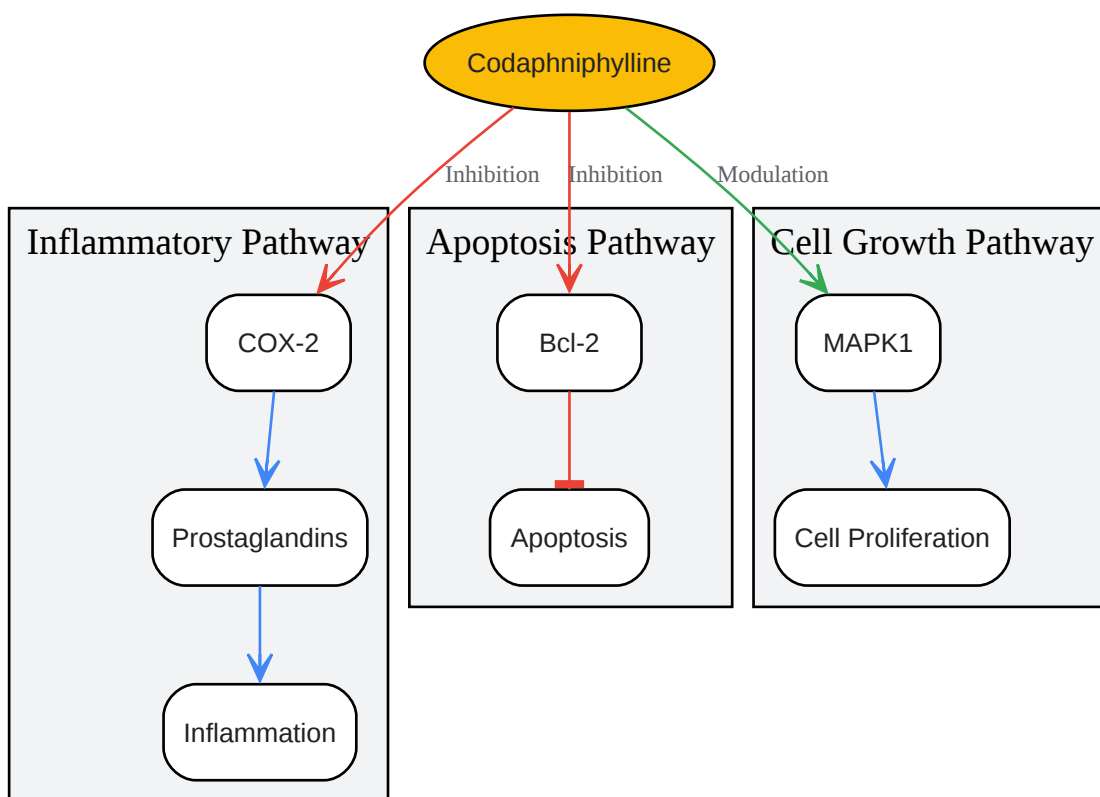 Codaphniphylline
Inhibition
Inhibition
Modulation
Inflammatory Pathway
Apoptosis Pathway
Cell Growth Pathway
COX-2
Bcl-2
MAPK1
Prostaglandins
Apoptosis
Cell Proliferation
Inflammation